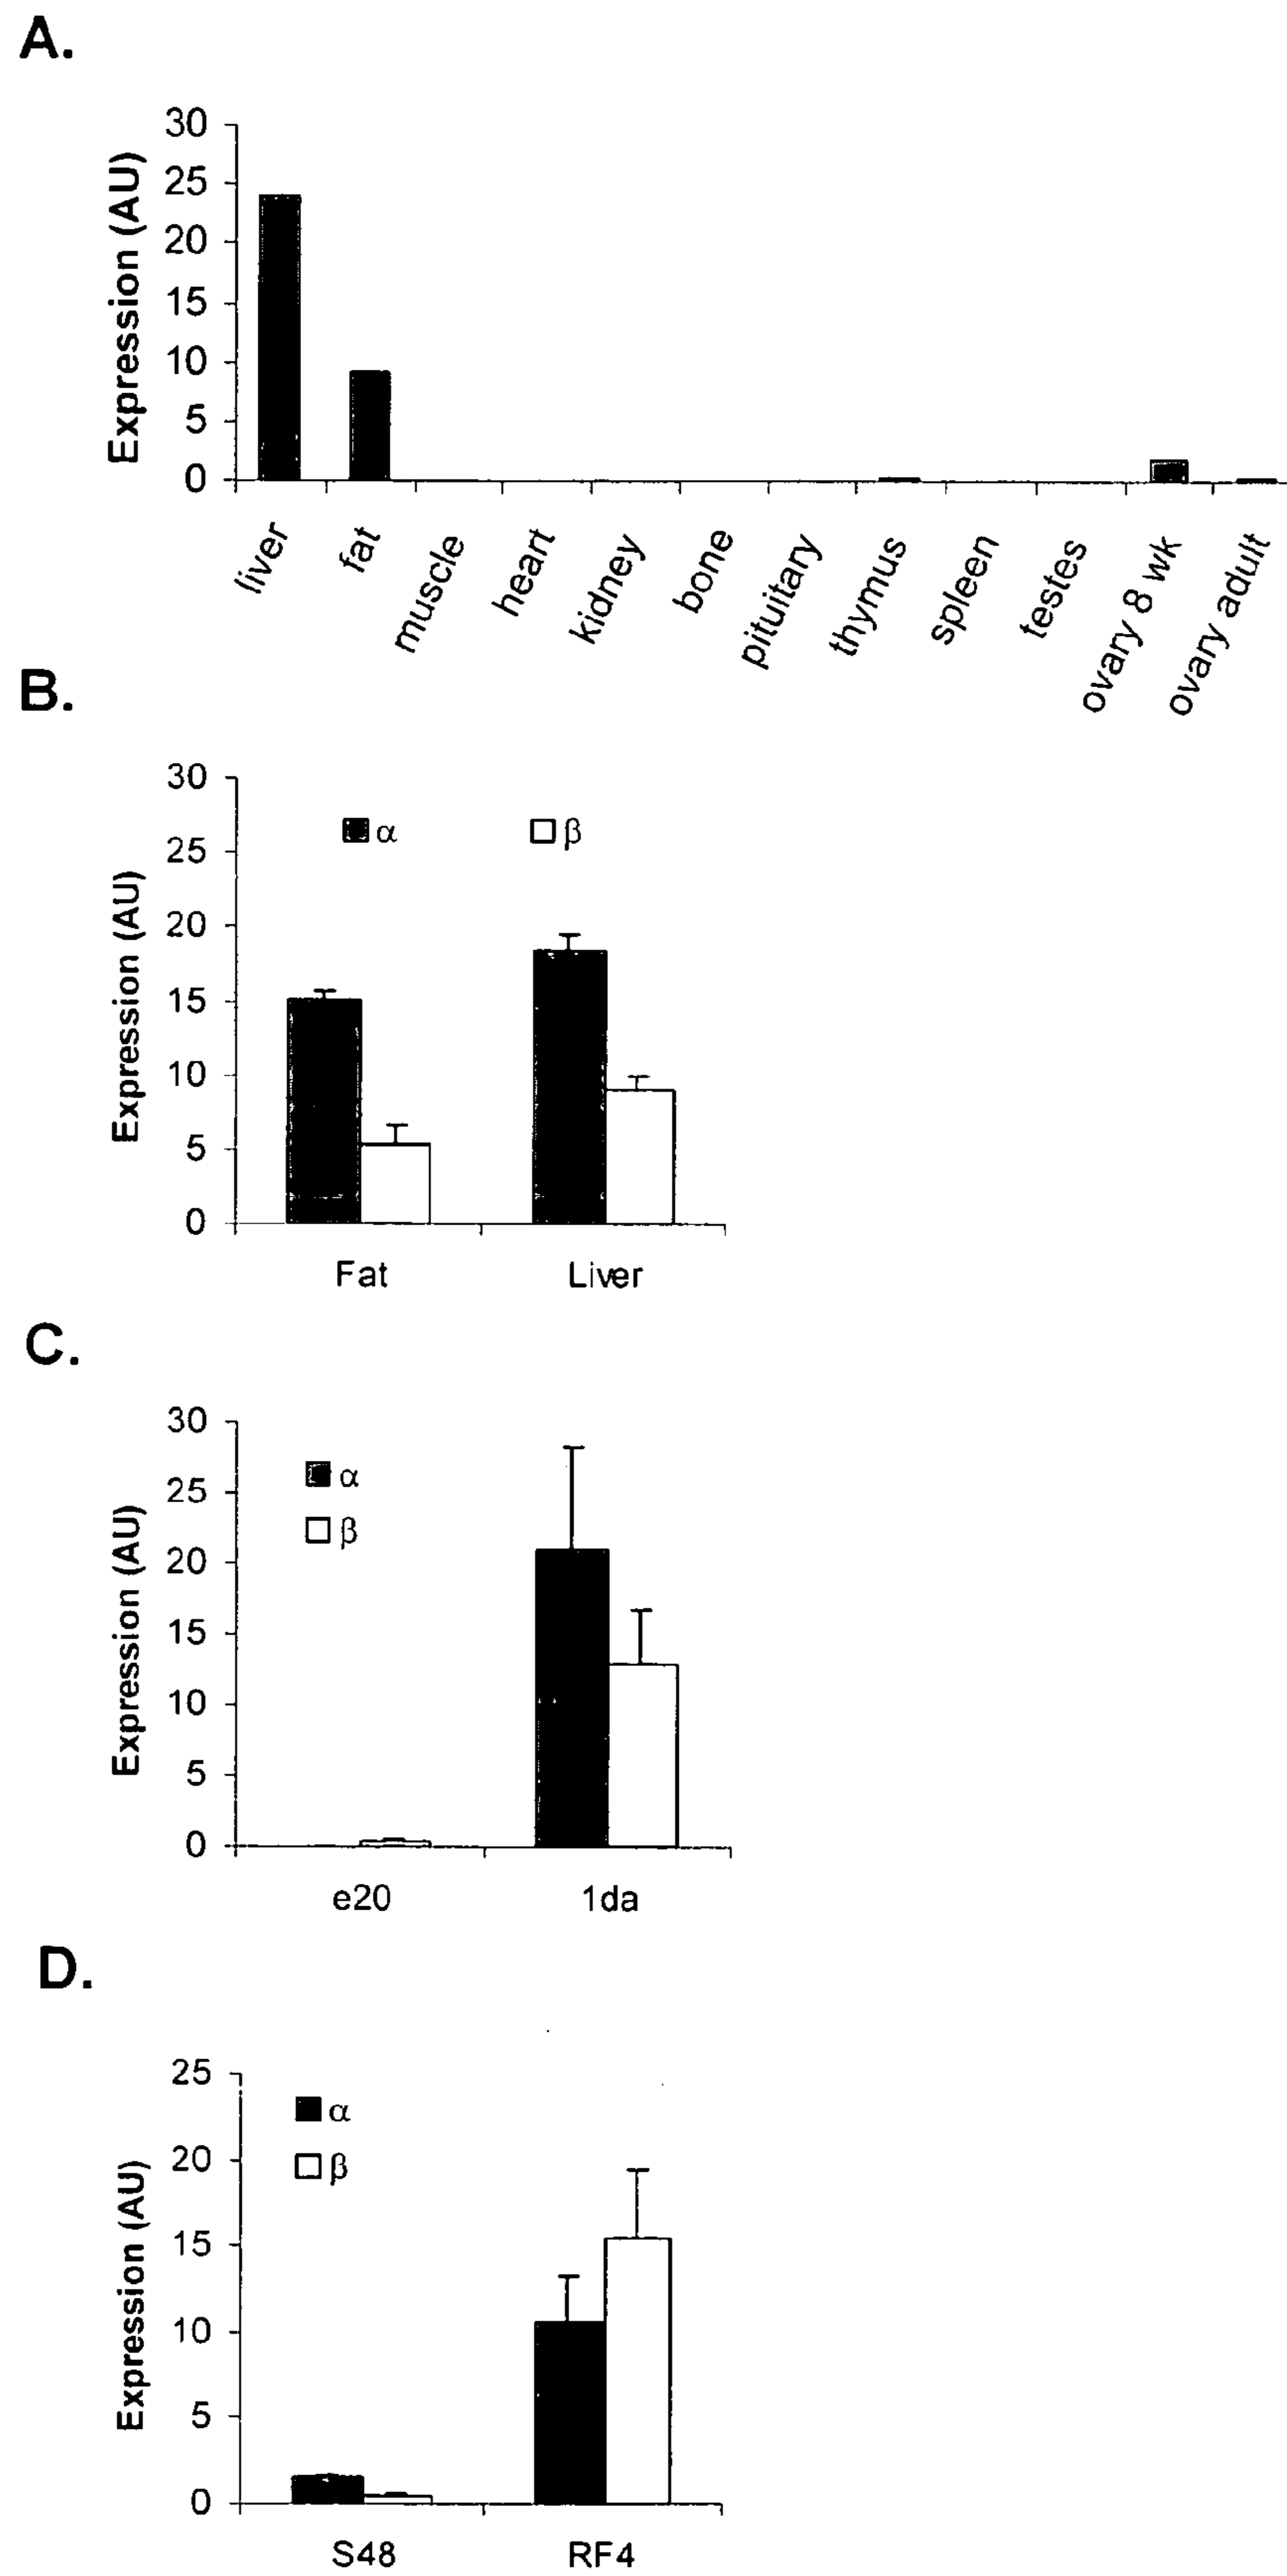 A.
Expression (AU)
30
25
20
15
10
5
0
liver
fat
muscle
heart
kidney
bone
pituitary
thymus
spleen
testes
ovary 8 wk
ovary adult
B.
Expression (AU)
30
25
20
15
10
5
0
α
β
Fat
Liver
C.
Expression (AU)
30
25
20
15
10
5
0
α
β
e20
1da
D.
Expression (AU)
25
20
15
10
5
0
α
β
S48
RF4